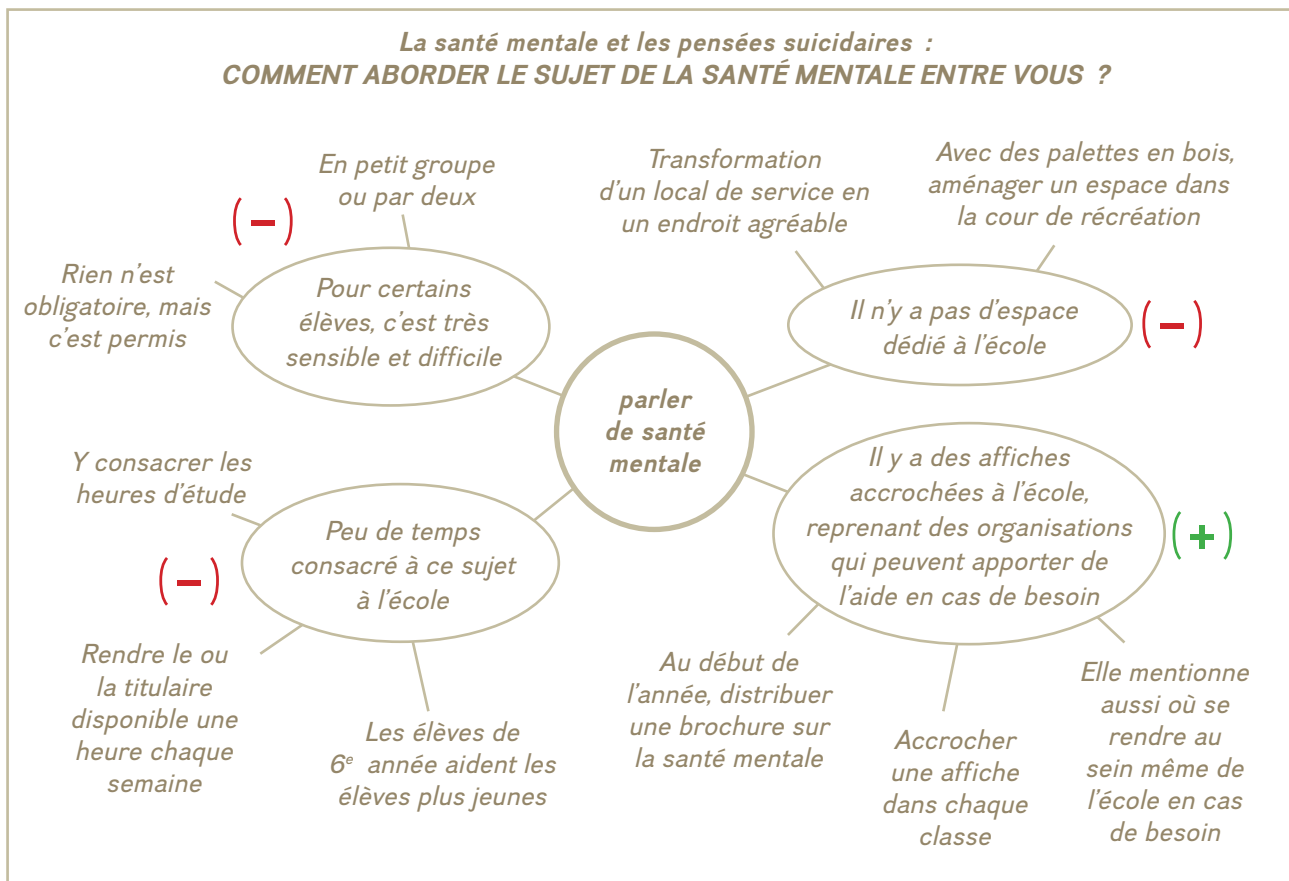 La santé mentale et les pensées suicidaires :
COMMENT ABORDER LE SUJET DE LA SANTÉ MENTALE ENTRE VOUS ?
En petit groupe
ou par deux
(−)
Rien n'est
obligatoire, mais
c'est permis
Pour certains
élèves, c'est très
sensible et difficile
Transformation
d'un local de service en
un endroit agréable
Avec des palettes en bois,
aménager un espace dans
la cour de récréation
Il n'y a pas d'espace
dédié à l'école
(−)
parler
de santé
mentale
Y consacrer les
heures d'étude
Peu de temps
consacré à ce sujet
à l'école
(−)
Rendre le ou
la titulaire
disponible une
heure chaque
semaine
Les élèves de
6e année aident les
élèves plus jeunes
Il y a des affiches
accrochées à l'école,
reprenant des organisations
qui peuvent apporter de
l'aide en cas de besoin
(+)
Au début de
l'année, distribuer
une brochure sur
la santé mentale
Accrocher
une affiche
dans chaque
classe
Elle mentionne
aussi où se
rendre au
sein même de
l'école en cas
de besoin